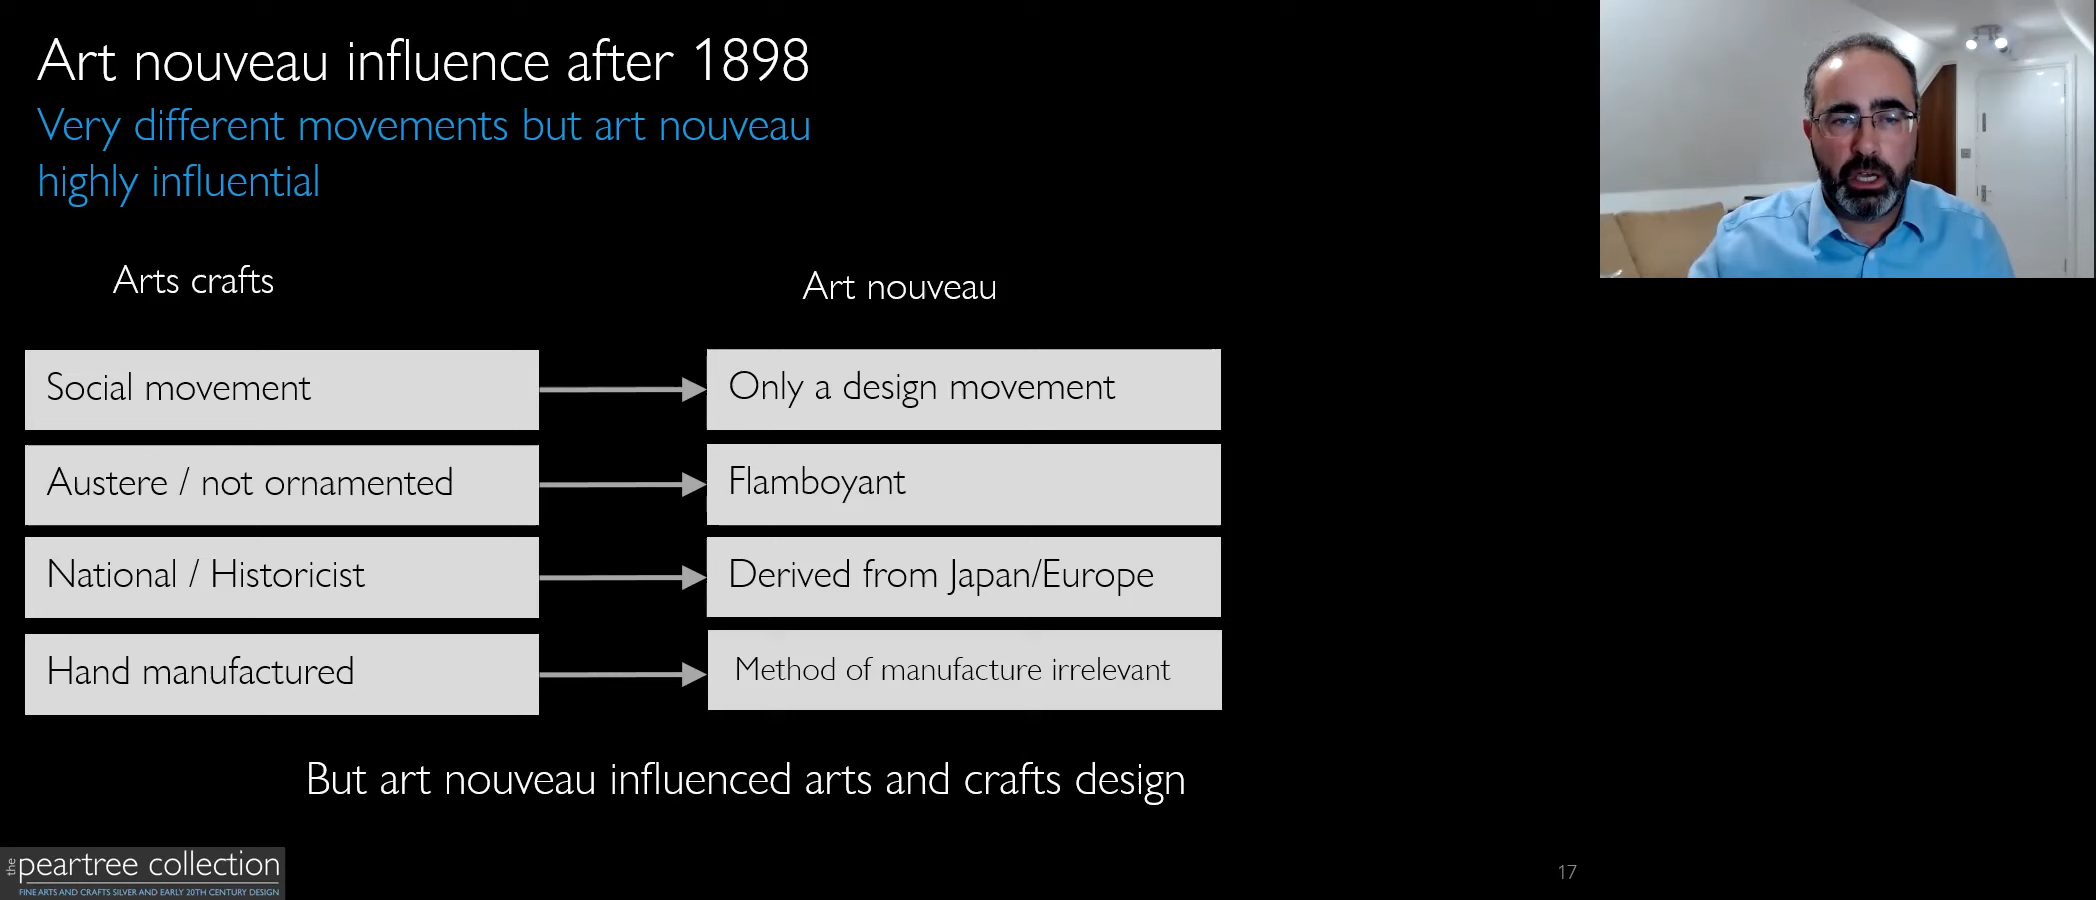 Art nouveau influence after 1898
Very different movements but art nouveau
highly influential
Arts crafts
Art nouveau
Social movement
Only a design movement
Austere / not ornamented
Flamboyant
National / Historicist
Derived from Japan/Europe
Hand manufactured
Method of manufacture irrelevant
But art nouveau influenced arts and crafts design
the peartree collection
FINE ARTS AND CRAFTS SILVER AND EARLY 20TH CENTURY DESIGN
17